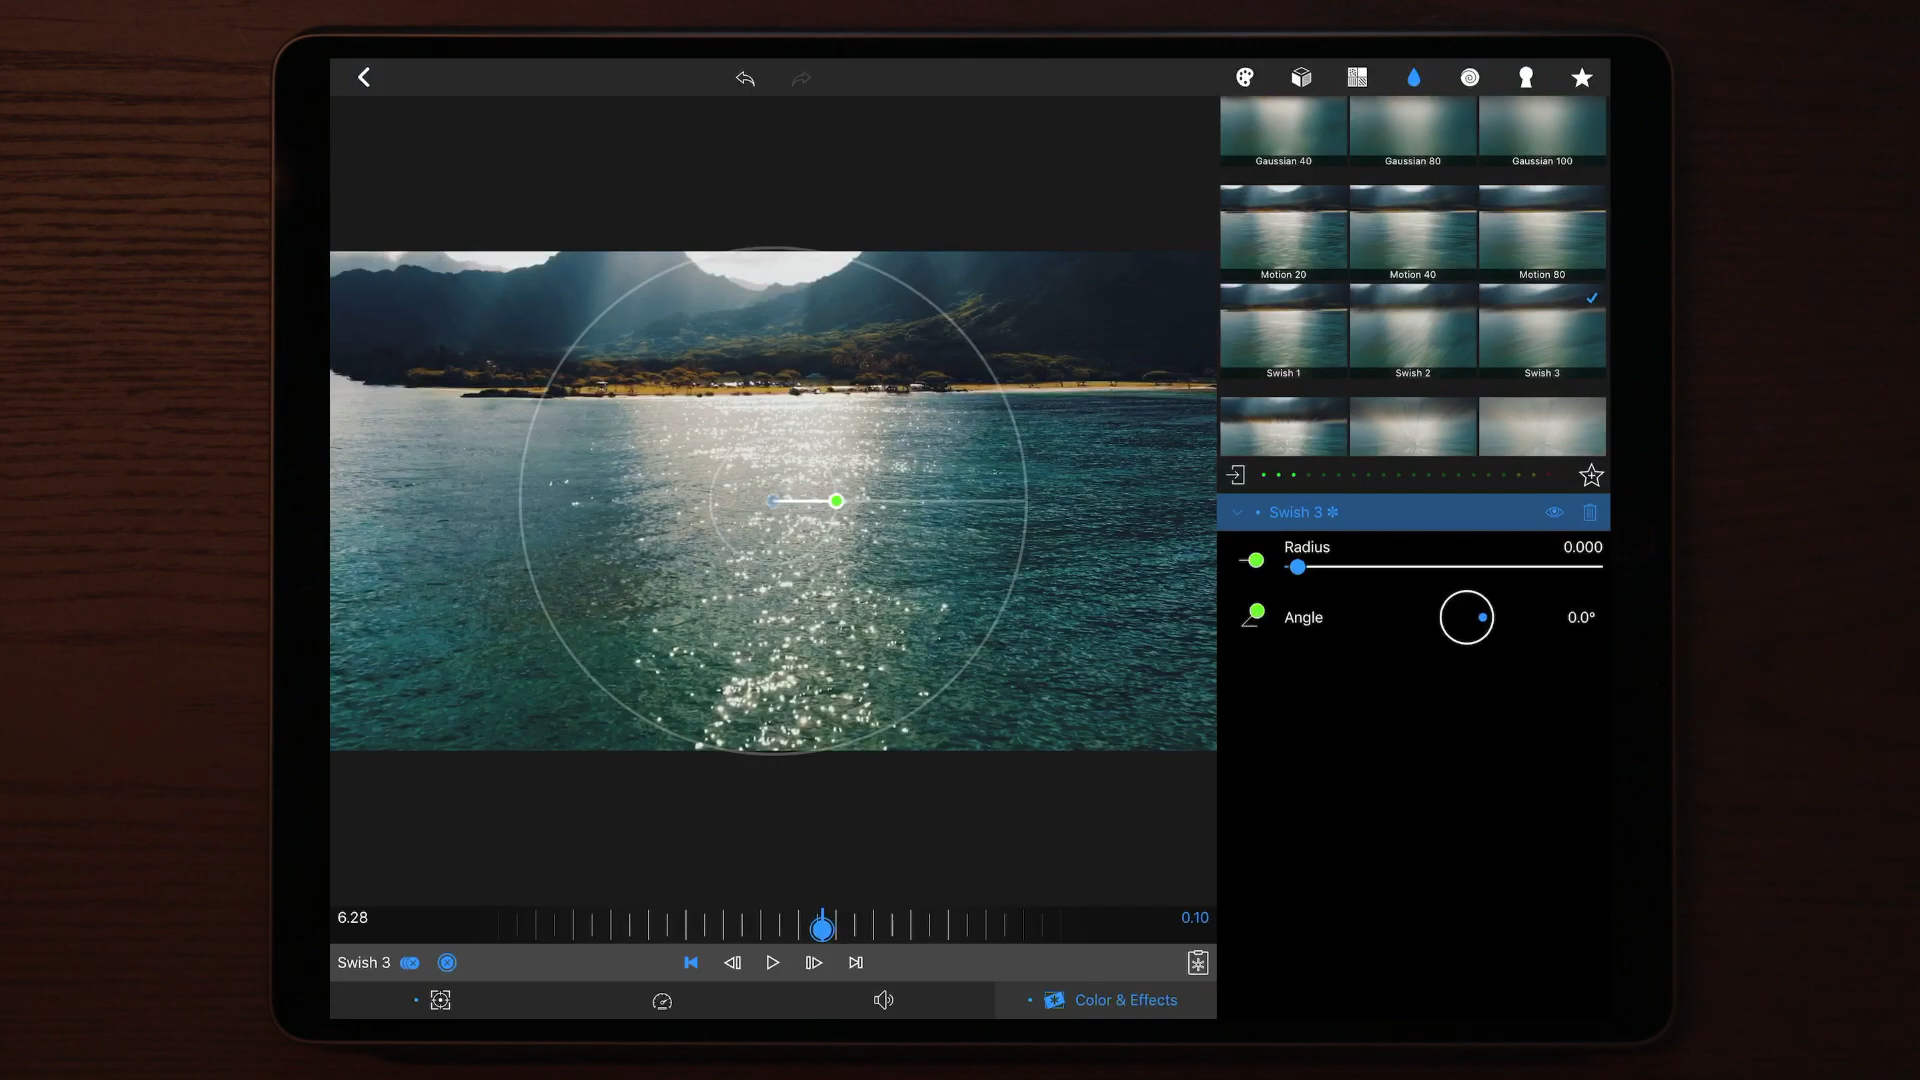 Gaussian 40
Gaussian 80
Gaussian 100
Motion 20
Motion 40
Motion 80
Swish 1
Swish 2
Swish 3
Swish 3
Radius
0.000
Angle
0.0°
6.28
0.10
Swish 3
Color & Effects